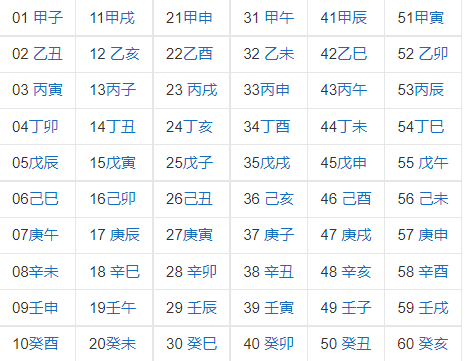 01 甲子 11甲戌 21甲申 31 甲午 41甲辰 51甲寅
02 乙丑 12 乙亥 22乙酉 32 乙未 42乙巳 52 乙卯
03 丙寅 13丙子 23 丙戌 33丙申 43丙午 53丙辰
04丁卯 14丁丑 24丁亥 34丁酉 44丁未 54丁巳
05戊辰 15戊寅 25戊子 35戊戌 45戊申 55 戊午
06己巳 16己卯 26己丑 36 己亥 46 己酉 56 己未
07庚午 17 庚辰 27庚寅 37 庚子 47 庚戌 57 庚申
08辛未 18 辛巳 28 辛卯 38 辛丑 48 辛亥 58 辛酉
09壬申 19壬午 29 壬辰 39 壬寅 49 壬子 59 壬戌
10癸酉 20癸未 30 癸巳 40 癸卯 50 癸丑 60 癸亥